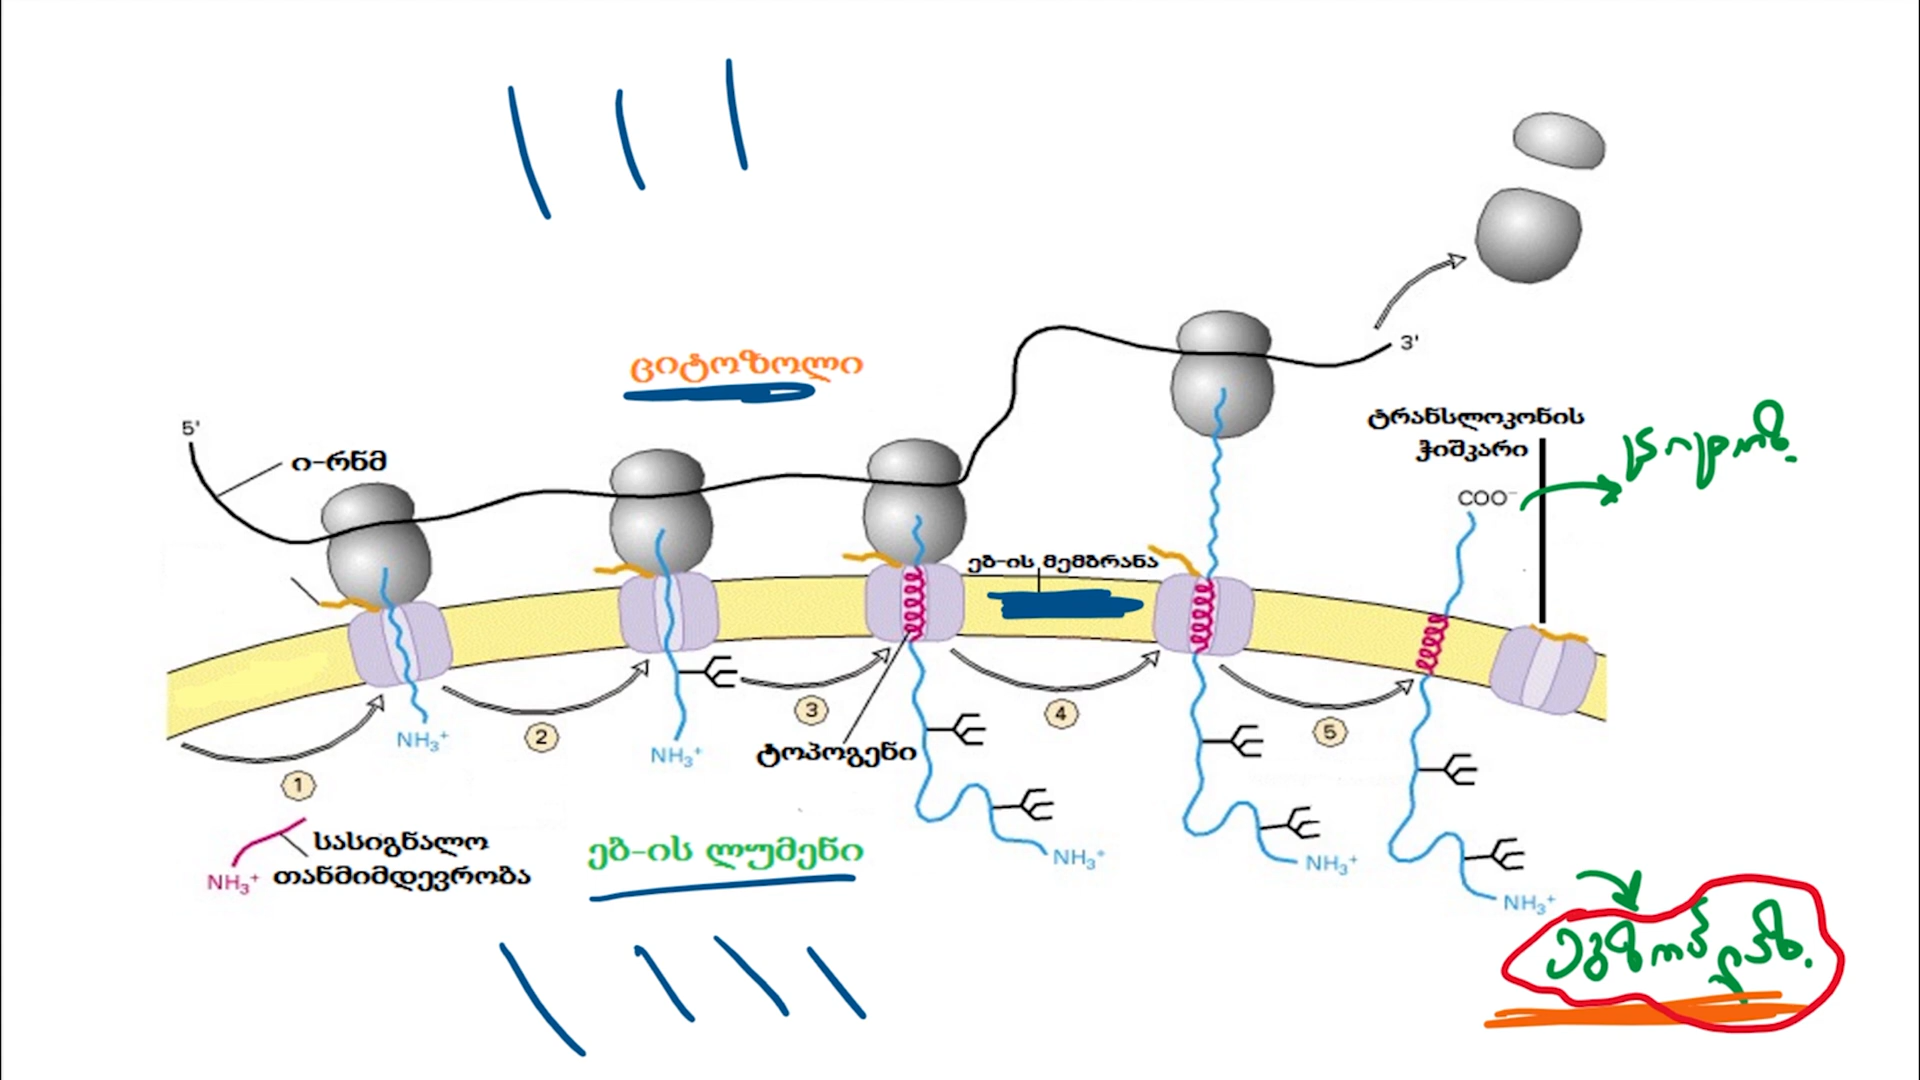 ციტოზოლი
5'
ი-რნმ
3'
ტრანსლოკონის
ჭიშკარი
COO⁻
ებ-ის მემბრანა
NH₃⁺
NH₃⁺
1
2
3
4
5
ტოპოგენი
სასიგნალო
თანმიმდევრობა
NH₃⁺
ებ-ის ლუმენი
NH₃⁺
NH₃⁺
NH₃⁺